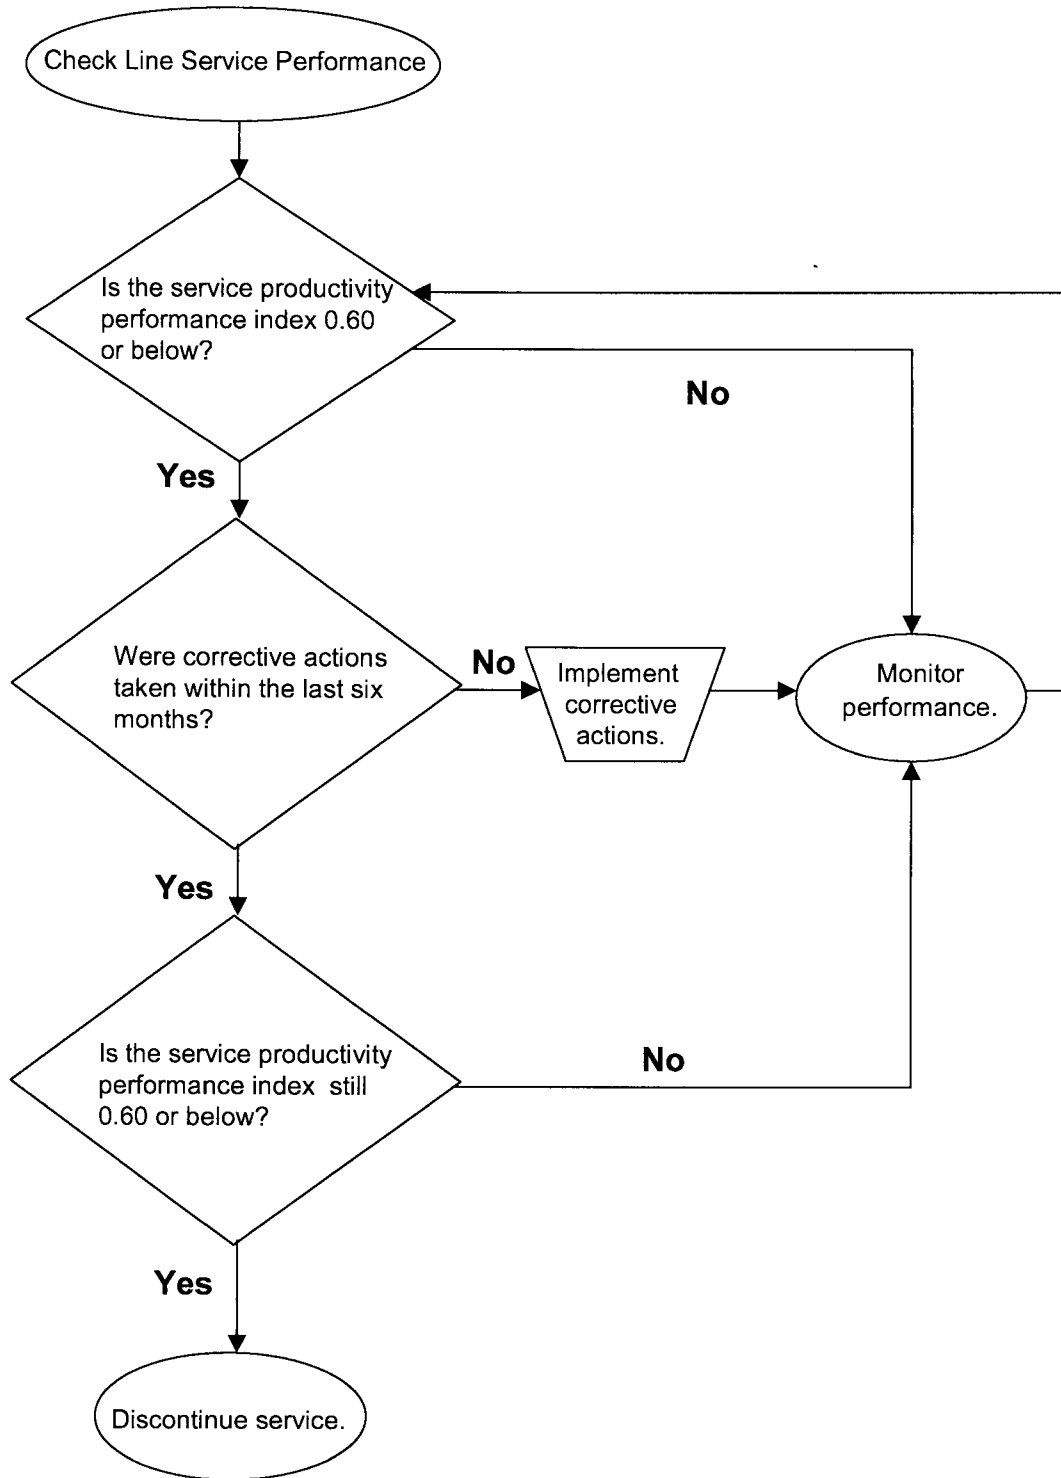 Check Line Service Performance
Is the service productivity
performance index 0.60
or below?
No
Yes
Were corrective actions
taken within the last six
months?
No
Implement
corrective
actions.
Monitor
performance.
Yes
Is the service productivity
performance index still
0.60 or below?
No
Yes
Discontinue service.